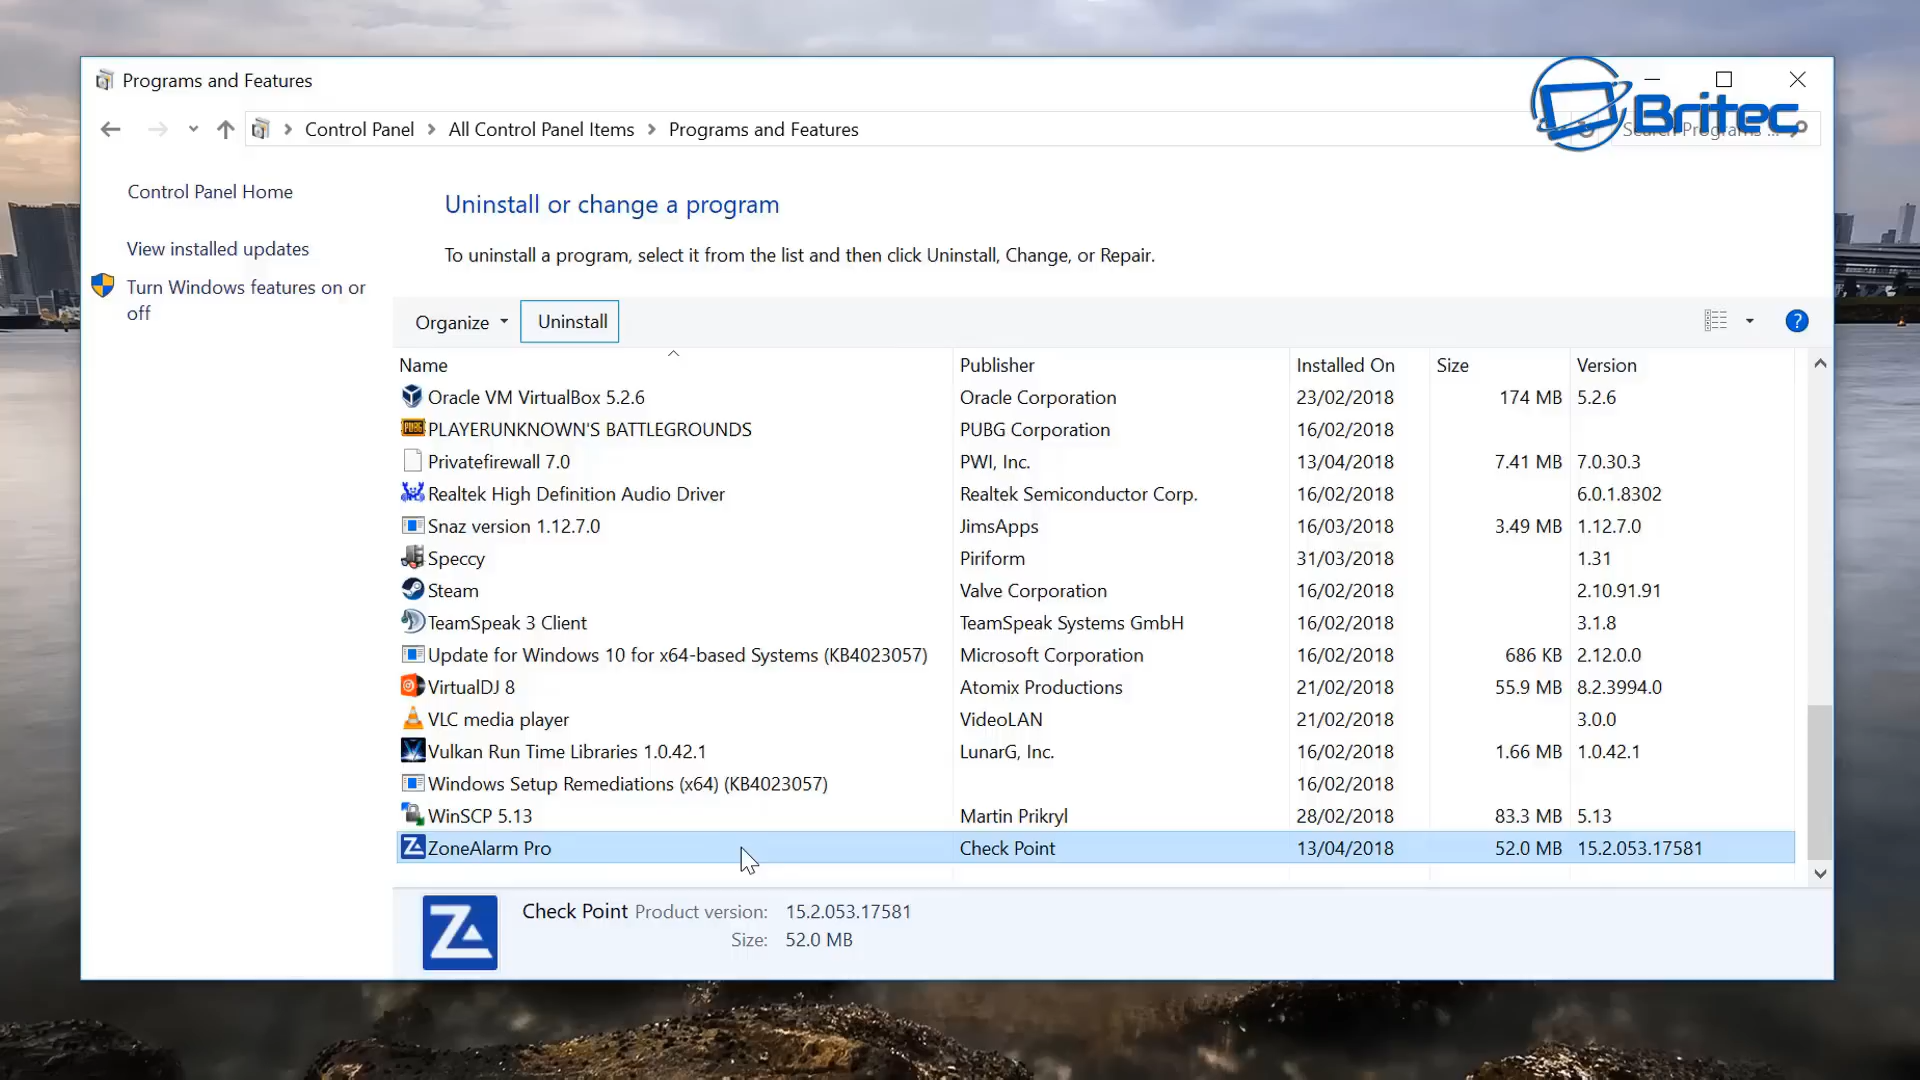 Programs and Features
Britec
Control Panel > All Control Panel Items > Programs and Features
Search Programs ...
Control Panel Home
View installed updates
Turn Windows features on or
off
Uninstall or change a program
To uninstall a program, select it from the list and then click Uninstall, Change, or Repair.
Organize Uninstall ?
Name Publisher Installed On Size Version
Oracle VM VirtualBox 5.2.6 Oracle Corporation 23/02/2018 174 MB 5.2.6
PUBG PLAYERUNKNOWN'S BATTLEGROUNDS PUBG Corporation 16/02/2018
Privatefirewall 7.0 PWI, Inc. 13/04/2018 7.41 MB 7.0.30.3
Realtek High Definition Audio Driver Realtek Semiconductor Corp. 16/02/2018 6.0.1.8302
Snaz version 1.12.7.0 JimsApps 16/03/2018 3.49 MB 1.12.7.0
Speccy Piriform 31/03/2018 1.31
Steam Valve Corporation 16/02/2018 2.10.91.91
TeamSpeak 3 Client TeamSpeak Systems GmbH 16/02/2018 3.1.8
Update for Windows 10 for x64-based Systems (KB4023057) Microsoft Corporation 16/02/2018 686 KB 2.12.0.0
VirtualDJ 8 Atomix Productions 21/02/2018 55.9 MB 8.2.3994.0
VLC media player VideoLAN 21/02/2018 3.0.0
Vulkan Run Time Libraries 1.0.42.1 LunarG, Inc. 16/02/2018 1.66 MB 1.0.42.1
Windows Setup Remediations (x64) (KB4023057) 16/02/2018
WinSCP 5.13 Martin Prikryl 28/02/2018 83.3 MB 5.13
Z ZoneAlarm Pro Check Point 13/04/2018 52.0 MB 15.2.053.17581
Z
Check Point Product version: 15.2.053.17581
Size: 52.0 MB